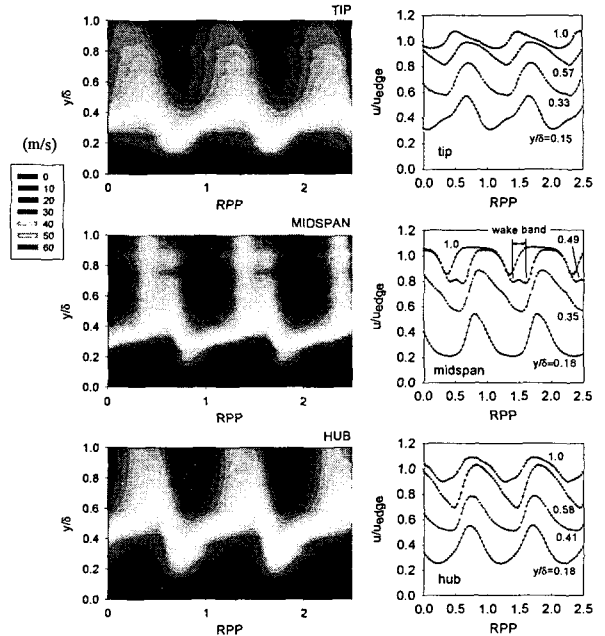 TIP
y/δ
1.0
0.8
0.6
0.4
0.2
0.0
1
2
RPP
(m/s)
0
10
20
30
40
50
60
u/uedge
1.2
1.0
0.8
0.6
0.4
0.2
0.0
1.0
0.57
0.33
y/δ=0.15
tip
0.0 0.5 1.0 1.5 2.0 2.5
RPP
MIDSPAN
y/δ
1.0
0.8
0.6
0.4
0.2
0.0
1
2
RPP
u/uedge
1.2
1.0
0.8
0.6
0.4
0.2
0.0
wake band
1.0
0.49
0.35
y/δ=0.18
midspan
0.0 0.5 1.0 1.5 2.0 2.5
RPP
HUB
y/δ
1.0
0.8
0.6
0.4
0.2
0.0
1
2
RPP
u/uedge
1.2
1.0
0.8
0.6
0.4
0.2
0.0
1.0
0.58
0.41
y/δ=0.18
hub
0.0 0.5 1.0 1.5 2.0 2.5
RPP